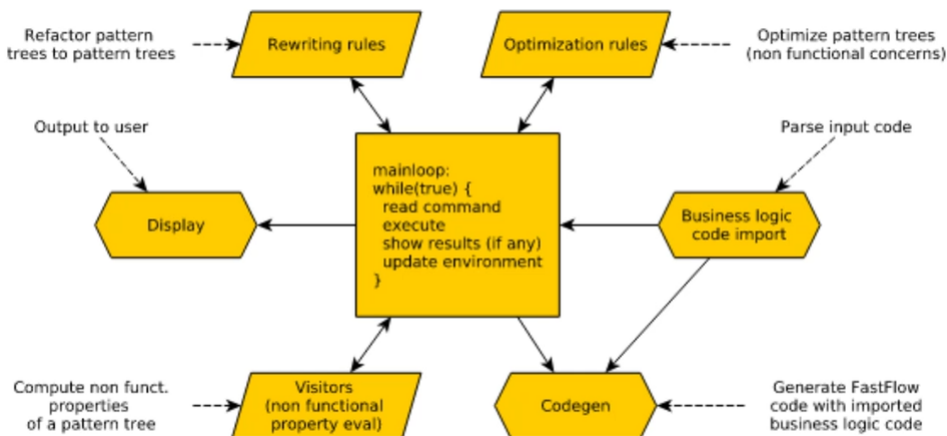 Refactor pattern
trees to pattern trees
Rewriting rules
Optimization rules
Optimize pattern trees
(non functional concerns)
Output to user
Parse input code
mainloop:
while(true) {
read command
execute
show results (if any)
update environment
}
Display
Business logic
code import
Compute non funct.
properties
of a pattern tree
Visitors
(non functional
property eval)
Codegen
Generate FastFlow
code with imported
business logic code